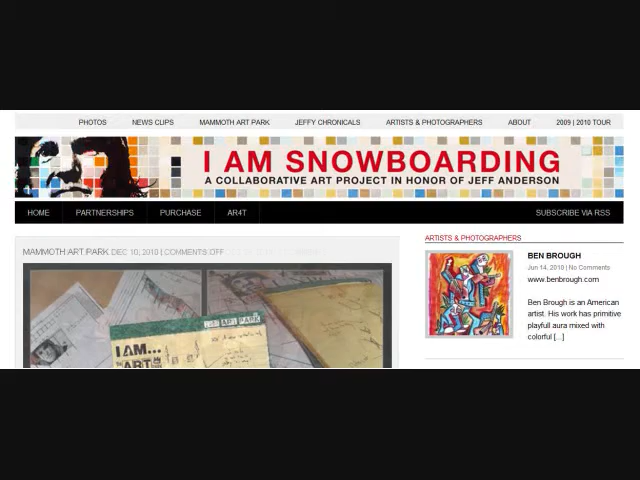 PHOTOS NEWS CLIPS MAMMOTH ART PARK JEFFY CHRONICALS ARTISTS & PHOTOGRAPHERS ABOUT 2009 | 2010 TOUR
I AM SNOWBOARDING
A COLLABORATIVE ART PROJECT IN HONOR OF JEFF ANDERSON
HOME PARTNERSHIPS PURCHASE AR4T SUBSCRIBE VIA RSS
MAMMOTH ART PARK DEC 10, 2010 | COMMENTS OFF
ART PARK
I AM...
ART
ARTISTS & PHOTOGRAPHERS
BEN BROUGH
Jun 14, 2010 | No Comments
www.benbrough.com
Ben Brough is an American
artist. His work has primitive
playfull aura mixed with
colorful [...]